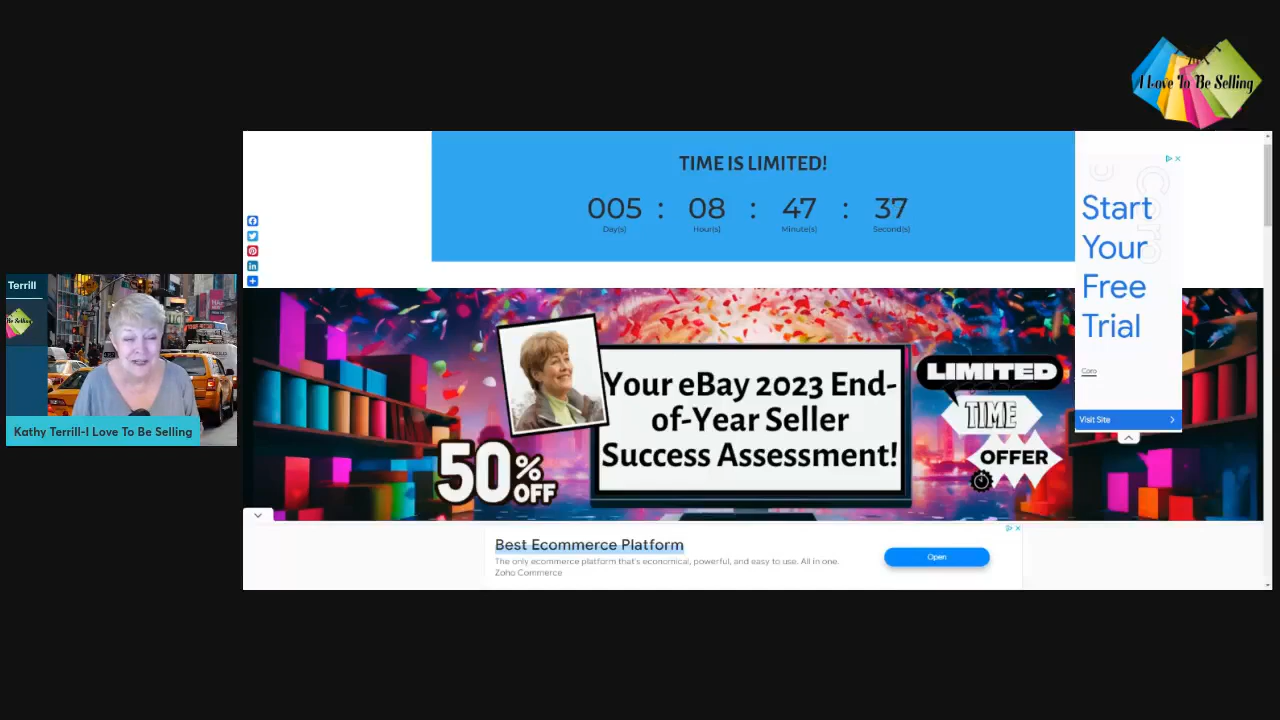 I Love To Be Selling
TIME IS LIMITED!
005 : 08 : 47 : 37
Day(s) Hour(s) Minute(s) Second(s)
Start
Your
Free
Trial
Coro
Visit Site
Terrill
Be Selling
Kathy Terrill-I Love To Be Selling
Your eBay 2023 End-
of-Year Seller
Success Assessment!
50% OFF
LIMITED
TIME
OFFER
Best Ecommerce Platform
The only ecommerce platform that's economical, powerful, and easy to use. All in one.
Zoho Commerce
Open